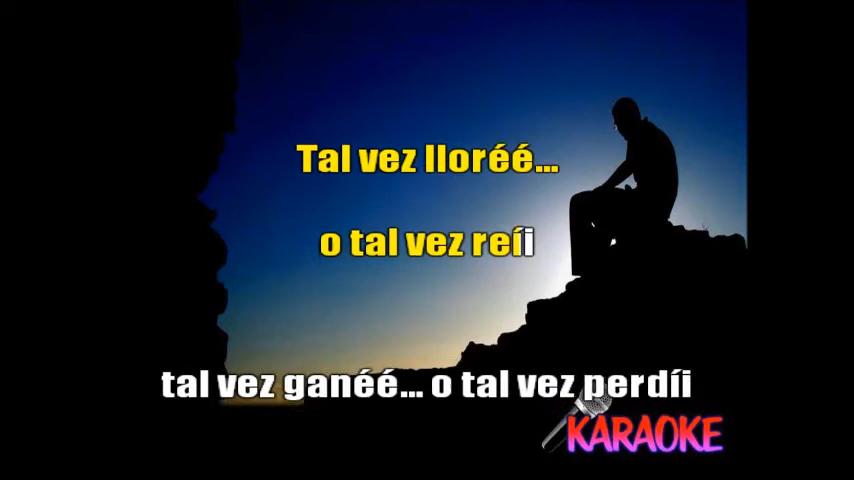 Tal vez lloréé...
o tal vez reíi
tal vez ganéé... o tal vez perdíi
KARAOKE